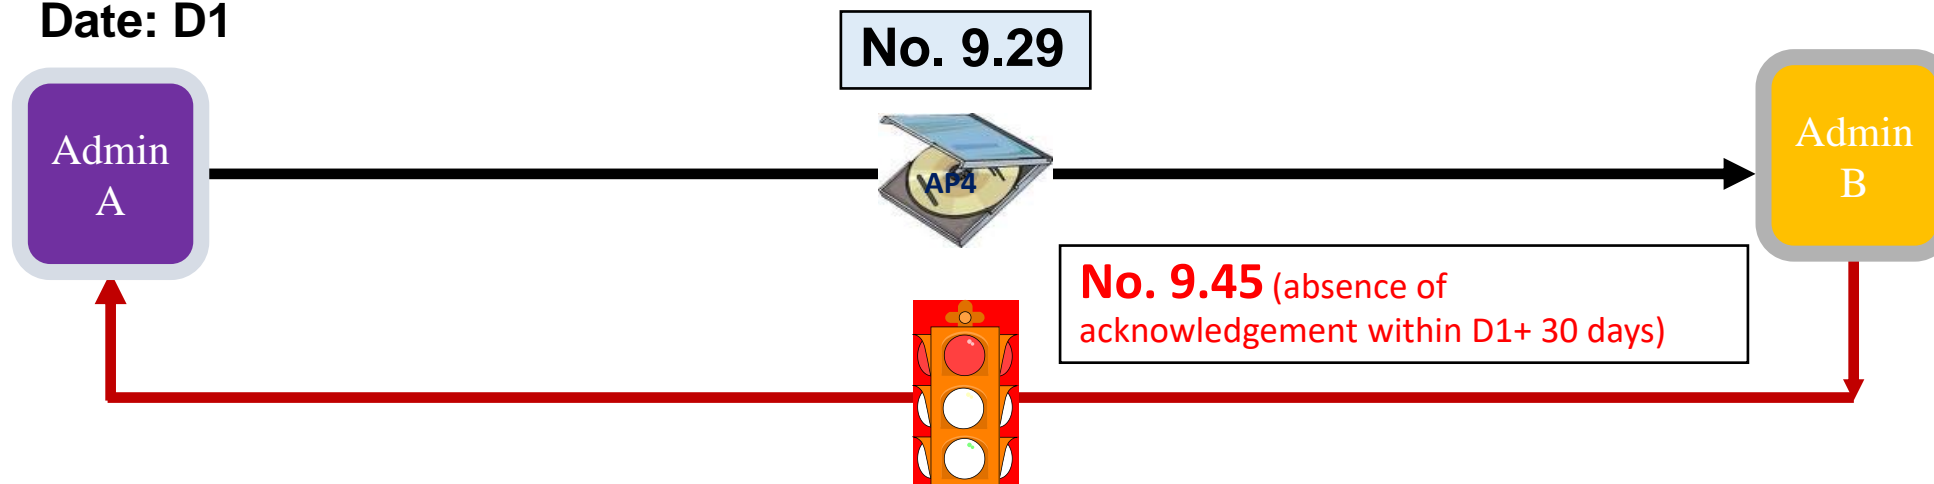 Date: D1
No. 9.29
Admin
A
AP4
Admin
B
No. 9.45 (absence of
acknowledgement within D1+ 30 days)